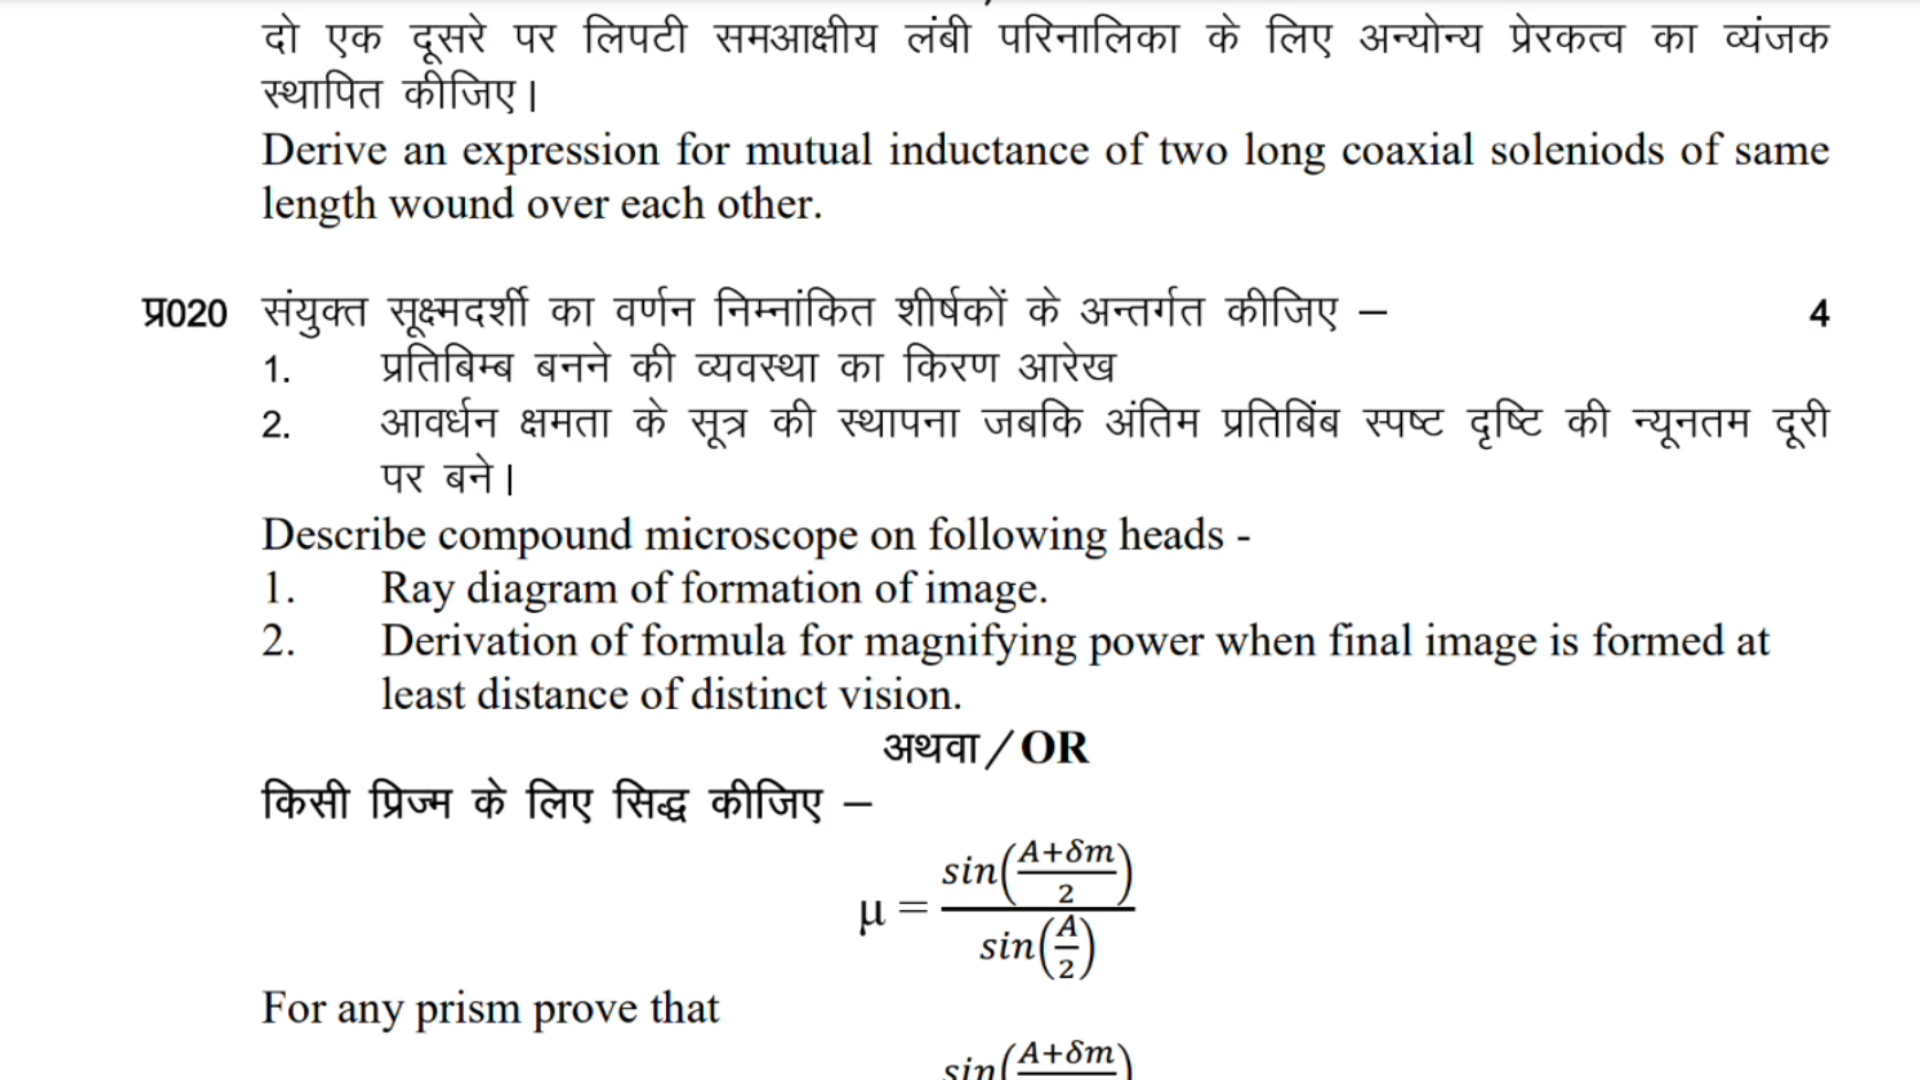 दो एक दूसरे पर लिपटी समआक्षीय लंबी परिनालिका के लिए अन्योन्य प्रेरकत्व का व्यंजक
स्थापित कीजिए।
Derive an expression for mutual inductance of two long coaxial soleniods of same
length wound over each other.
प्र020 संयुक्त सूक्ष्मदर्शी का वर्णन निम्नांकित शीर्षकों के अन्तर्गत कीजिए – 4
1. प्रतिबिम्ब बनने की व्यवस्था का किरण आरेख
2. आवर्धन क्षमता के सूत्र की स्थापना जबकि अंतिम प्रतिबिंब स्पष्ट दृष्टि की न्यूनतम दूरी
पर बने।
Describe compound microscope on following heads -
1. Ray diagram of formation of image.
2. Derivation of formula for magnifying power when final image is formed at
least distance of distinct vision.
अथवा/OR
किसी प्रिज्म के लिए सिद्ध कीजिए –
μ = sin((A+δm)/2) / sin(A/2)
For any prism prove that
sin(A+δm)